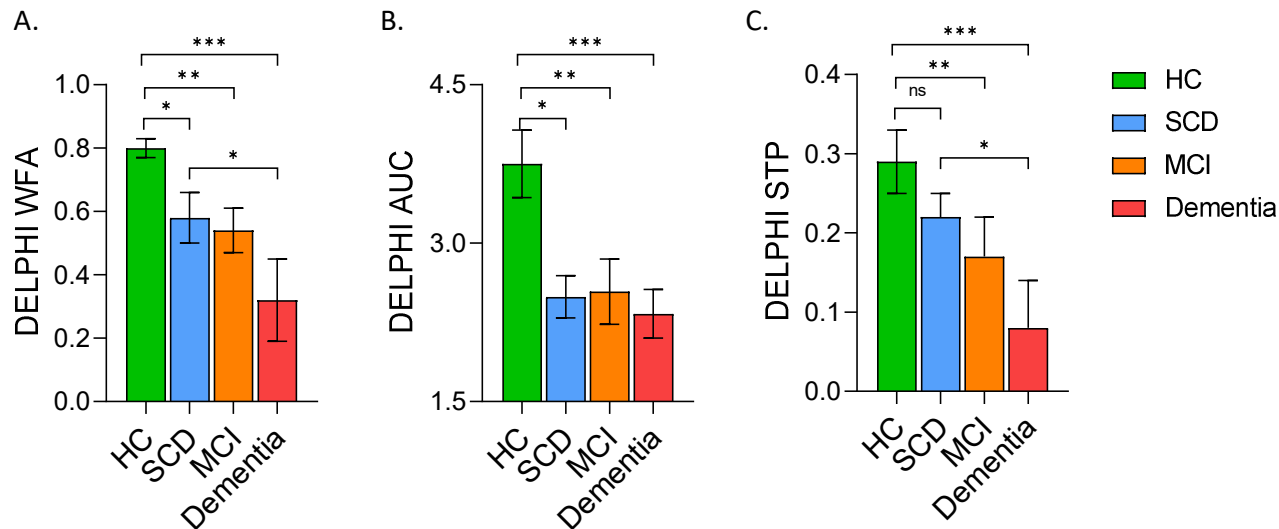 A.
***
**
*
*
1.0
0.8
0.6
0.4
0.2
0.0
DELPHI WFA
HC
SCD
MCI
Dementia
B.
***
**
*
4.5
3.0
1.5
DELPHI AUC
HC
SCD
MCI
Dementia
C.
***
**
ns
*
0.4
0.3
0.2
0.1
0.0
DELPHI STP
HC
SCD
MCI
Dementia
HC
SCD
MCI
Dementia